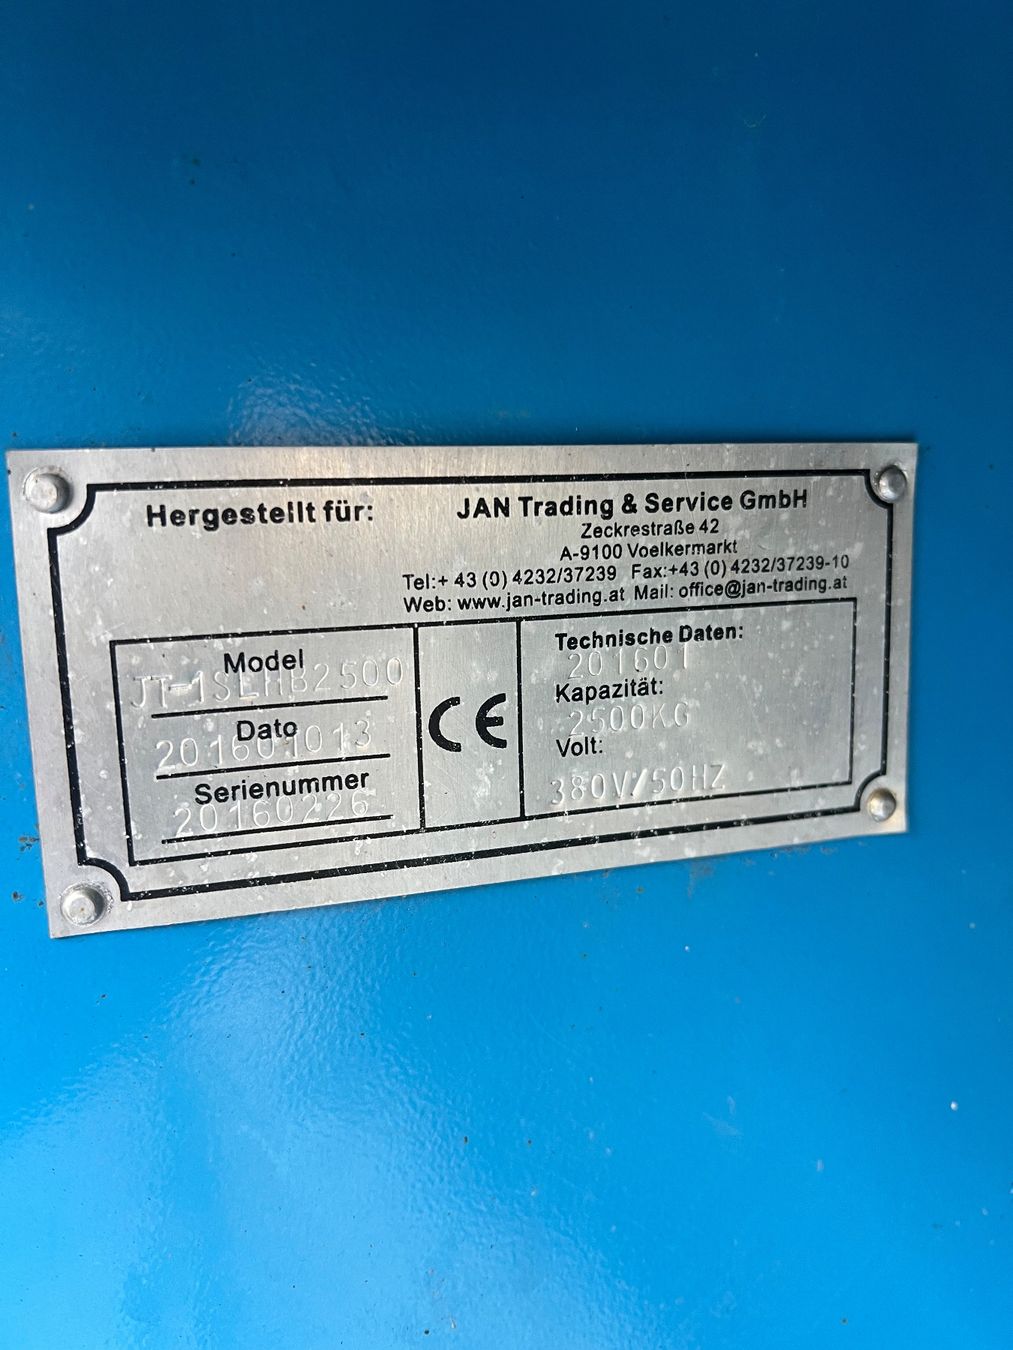 Hergestellt für:
JAN Trading & Service GmbH
Zeckrestraße 42
A-9100 Voelkermarkt
Tel:+ 43 (0) 4232/37239 Fax:+43 (0) 4232/37239-10
Web: www.jan-trading.at Mail: office@jan-trading.at
Model
JT-1SLHB2500
Dato
201601013
Serienummer
20160226
CE
Technische Daten:
201601
Kapazität:
2500KG
Volt:
380V/50HZ